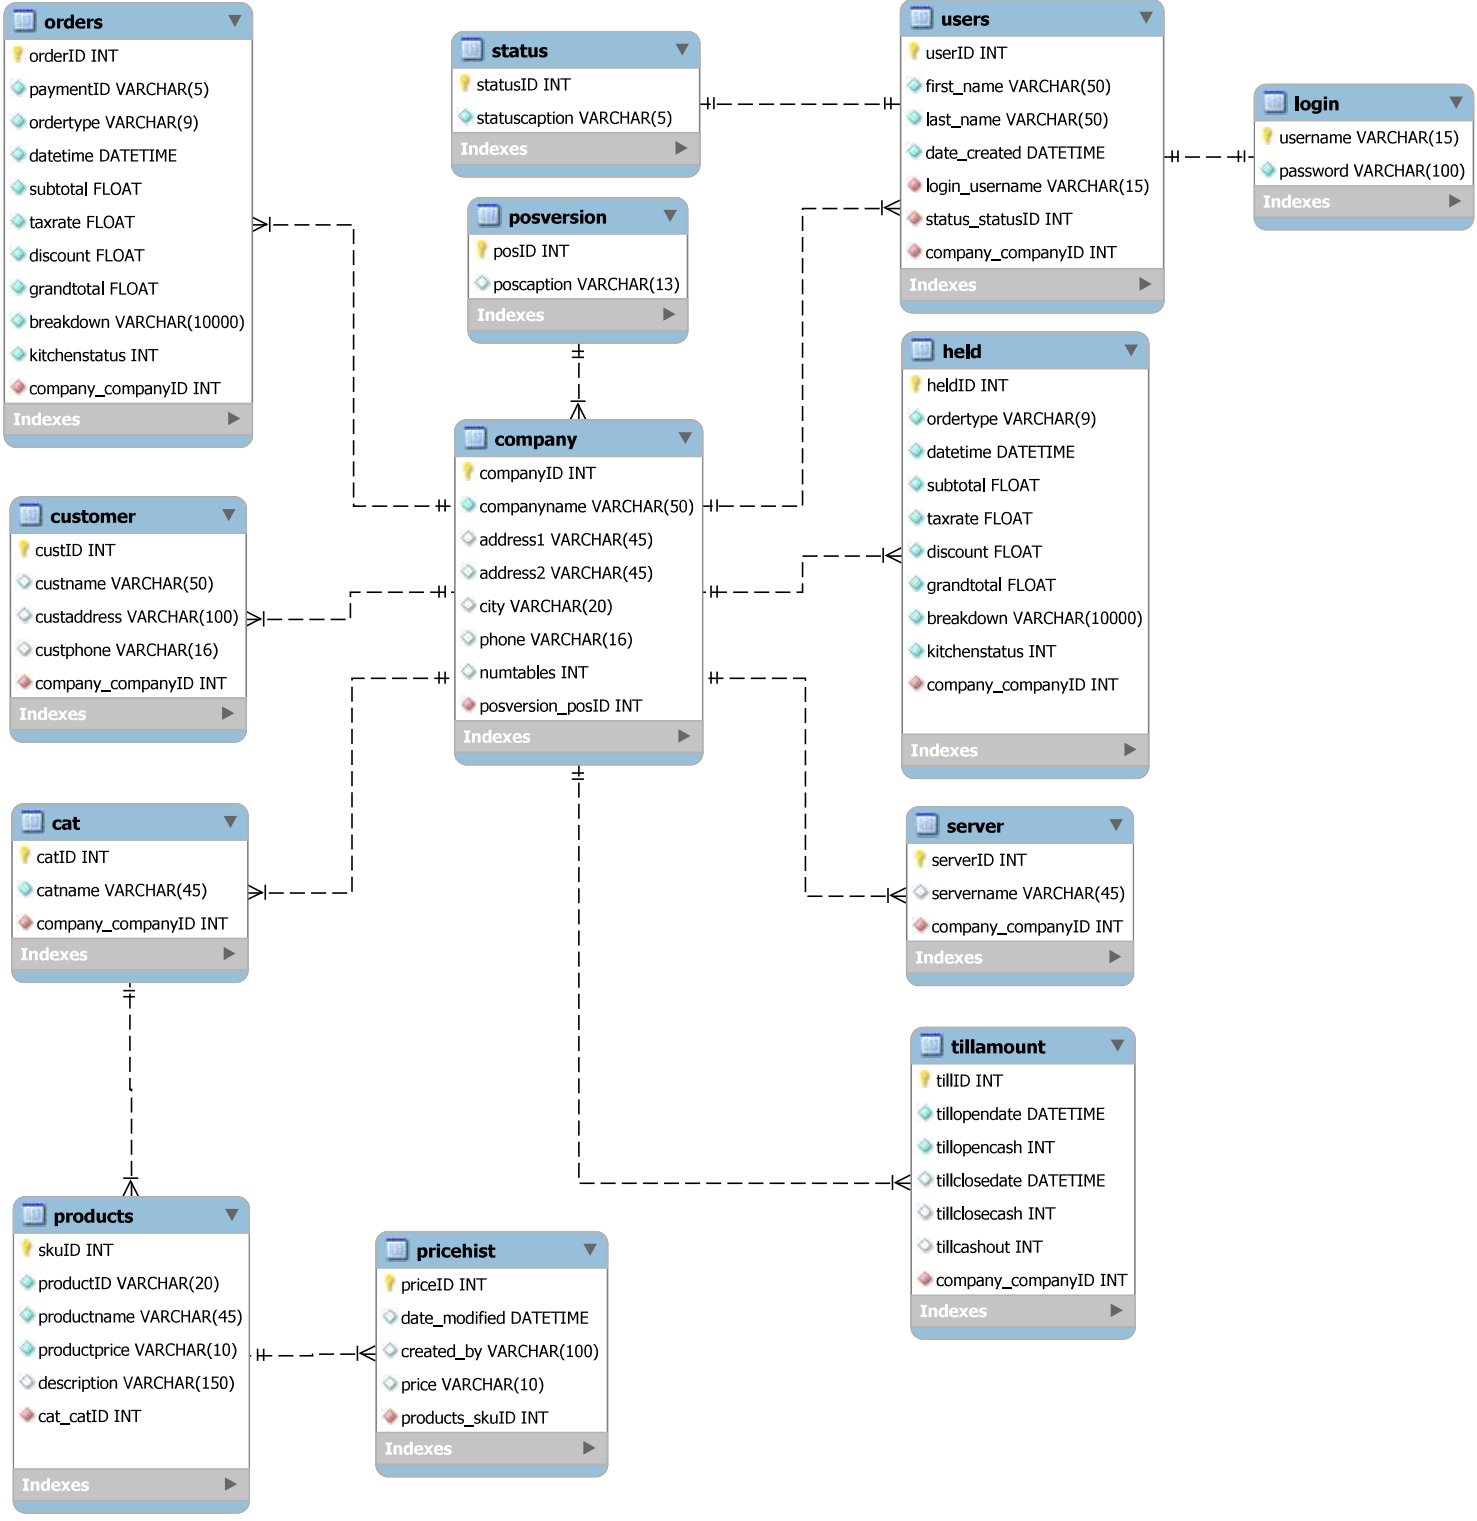 orders
orderID INT
paymentID VARCHAR(5)
ordertype VARCHAR(9)
datetime DATETIME
subtotal FLOAT
taxrate FLOAT
discount FLOAT
grandtotal FLOAT
breakdown VARCHAR(10000)
kitchenstatus INT
company_companyID INT
Indexes
status
statusID INT
statuscaption VARCHAR(5)
Indexes
users
userID INT
first_name VARCHAR(50)
last_name VARCHAR(50)
date_created DATETIME
login_username VARCHAR(15)
status_statusID INT
company_companyID INT
Indexes
login
username VARCHAR(15)
password VARCHAR(100)
Indexes
posversion
posID INT
poscaption VARCHAR(13)
Indexes
held
heldID INT
ordertype VARCHAR(9)
datetime DATETIME
subtotal FLOAT
taxrate FLOAT
discount FLOAT
grandtotal FLOAT
breakdown VARCHAR(10000)
kitchenstatus INT
company_companyID INT
Indexes
company
companyID INT
companyname VARCHAR(50)
address1 VARCHAR(45)
address2 VARCHAR(45)
city VARCHAR(20)
phone VARCHAR(16)
numtables INT
posversion_posID INT
Indexes
customer
custID INT
custname VARCHAR(50)
custaddress VARCHAR(100)
custphone VARCHAR(16)
company_companyID INT
Indexes
cat
catID INT
catname VARCHAR(45)
company_companyID INT
Indexes
server
serverID INT
servername VARCHAR(45)
company_companyID INT
Indexes
tillamount
tillID INT
tillopendate DATETIME
tillopencash INT
tillclosedate DATETIME
tillclosecash INT
tillcashout INT
company_companyID INT
Indexes
products
skuID INT
productID VARCHAR(20)
productname VARCHAR(45)
productprice VARCHAR(10)
description VARCHAR(150)
cat_catID INT
Indexes
pricehist
priceID INT
date_modified DATETIME
created_by VARCHAR(100)
price VARCHAR(10)
products_skuID INT
Indexes